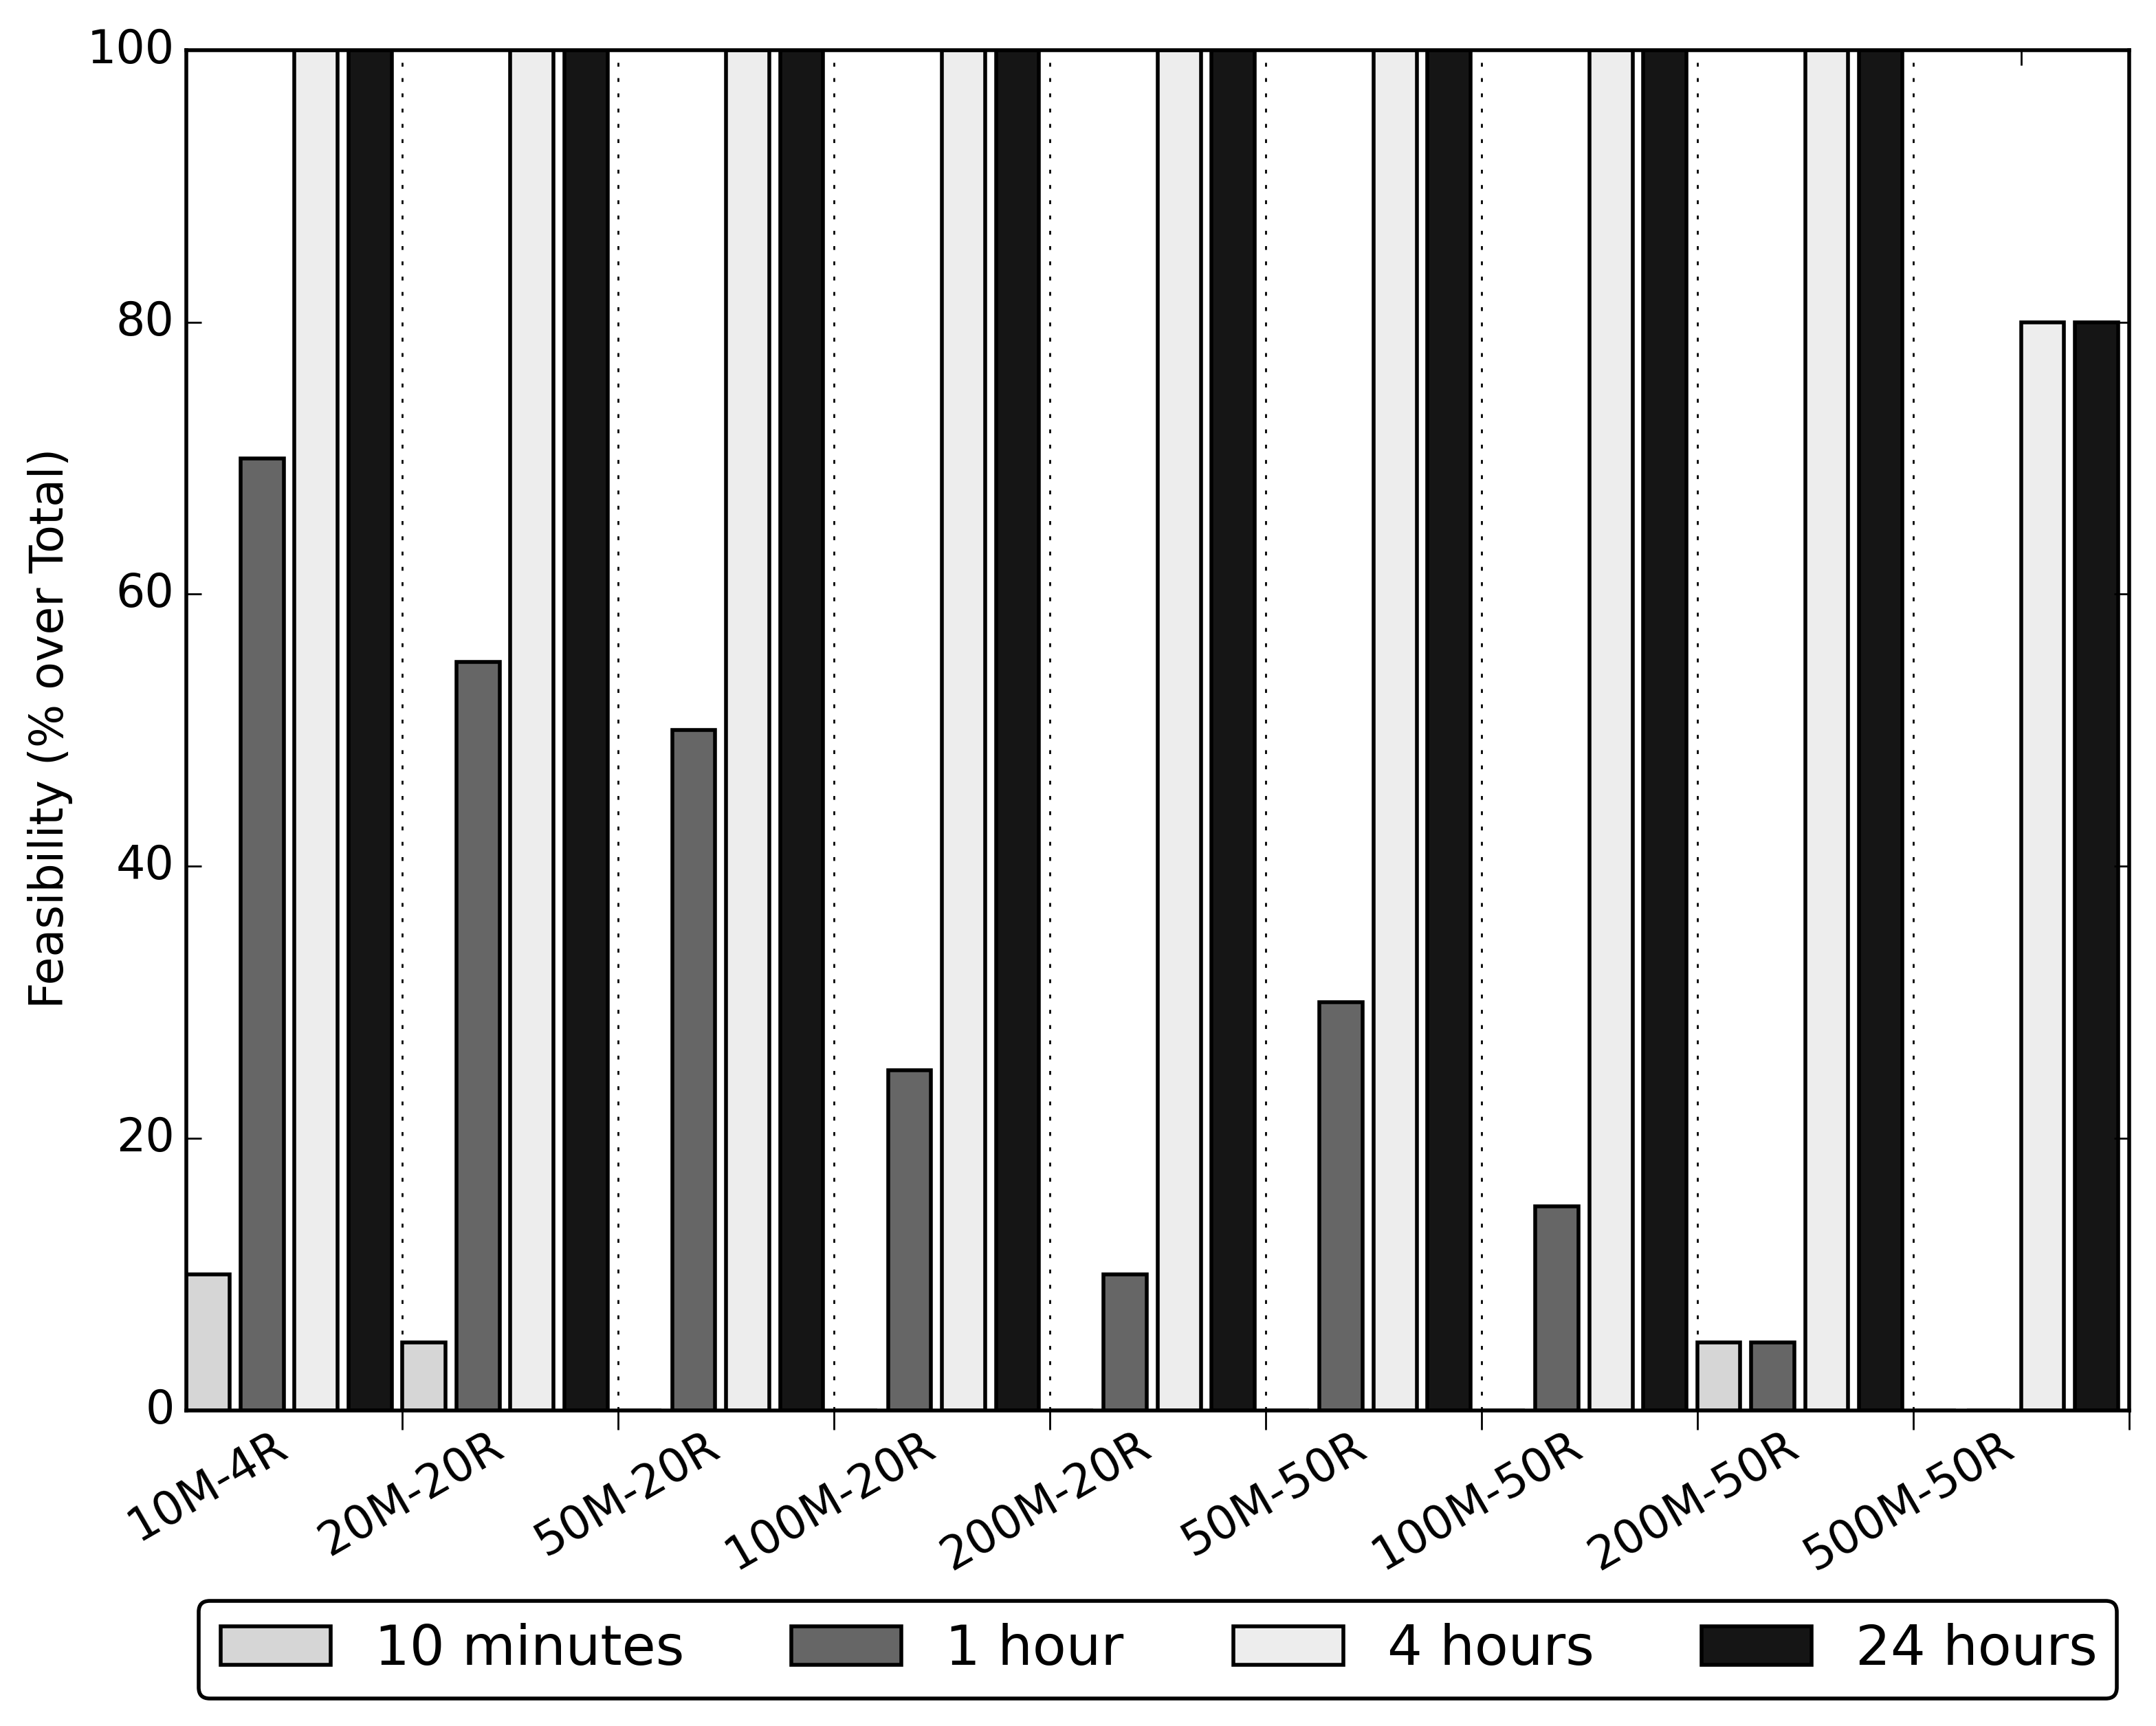 Feasibility (% over Total)
100
80
60
40
20
0
10M-4R
20M-20R
50M-20R
100M-20R
200M-20R
50M-50R
100M-50R
200M-50R
500M-50R
10 minutes
1 hour
4 hours
24 hours